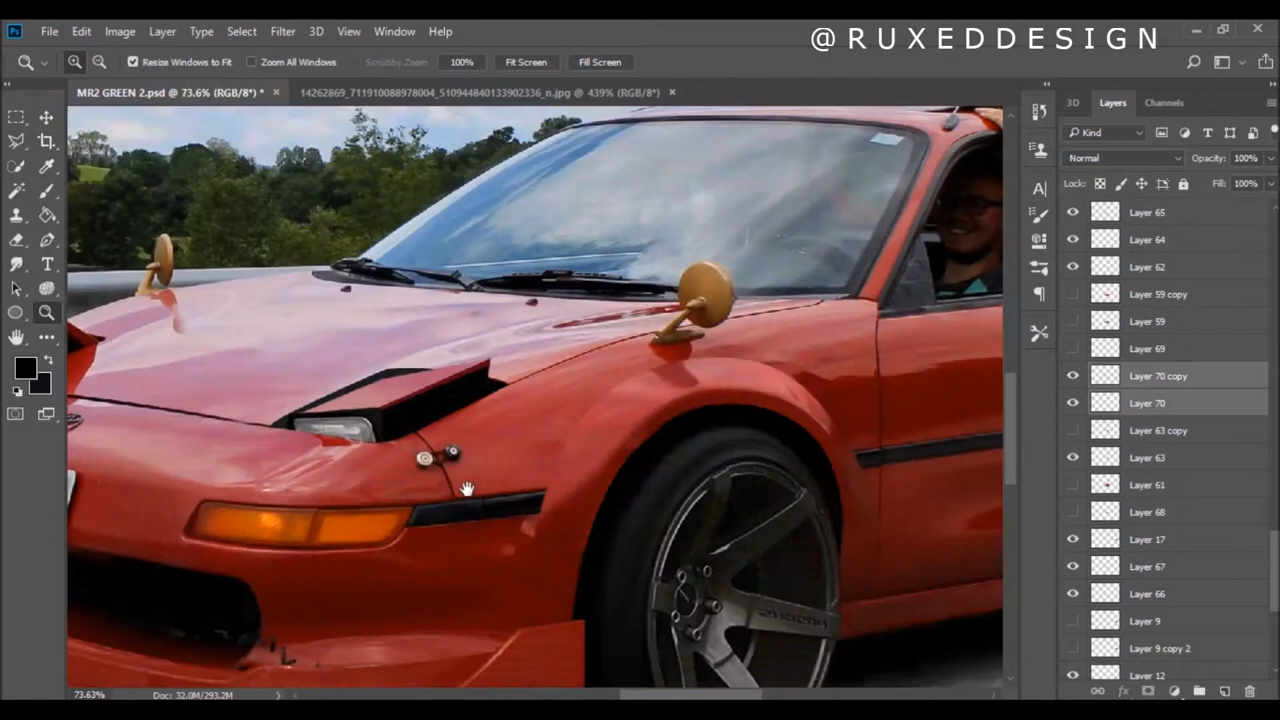 @RUXEDDESIGN
Ps File Edit Image Layer Type Select Filter 3D View Window Help
Resize Windows to Fit Zoom All Windows Scrubby Zoom 100% Fit Screen Fill Screen
MR2 GREEN 2.psd @ 73.6% (RGB/8*) * × 14262869_711910088978004_510944840133902336_n.jpg @ 439% (RGB/8*) ×
3D Layers Channels
Kind
Normal Opacity: 100%
Lock: Fill: 100%
Layer 65
Layer 64
Layer 62
Layer 59 copy
Layer 59
Layer 69
Layer 70 copy
Layer 70
Layer 63 copy
Layer 63
Layer 61
Layer 68
Layer 17
Layer 67
Layer 66
Layer 9
Layer 9 copy 2
Layer 12
73.63% Doc: 32.0M/293.2M